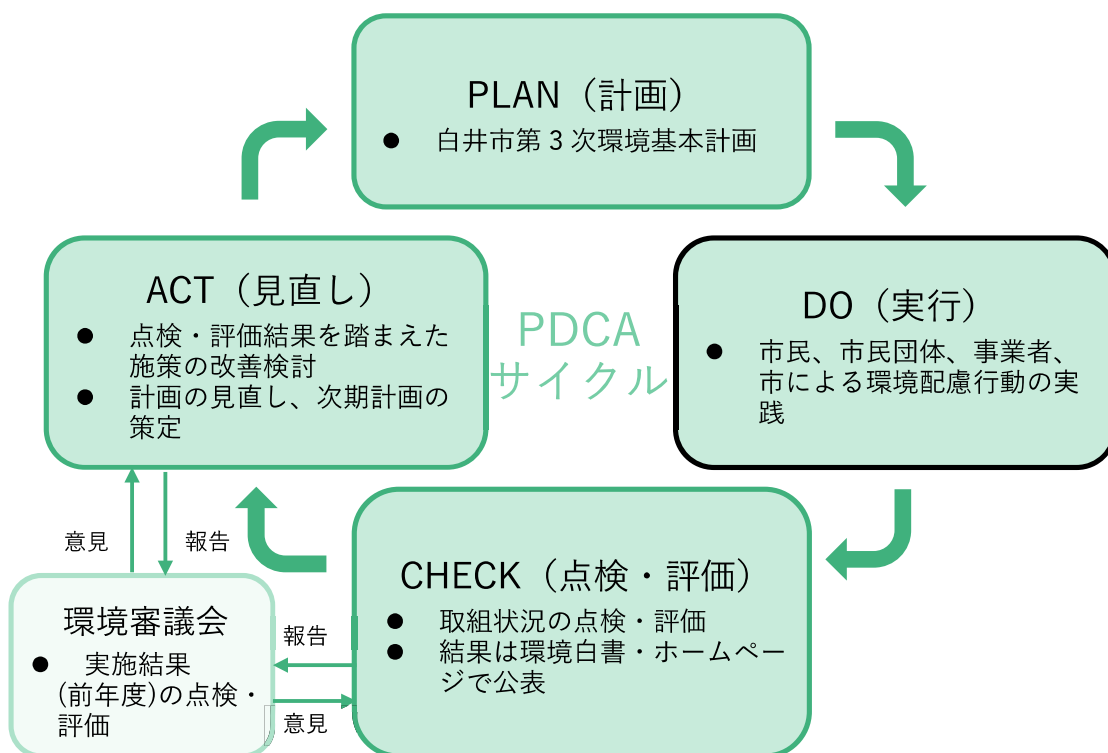 PLAN（計画）
● 白井市第３次環境基本計画
ACT（見直し）
● 点検・評価結果を踏まえた
施策の改善検討
● 計画の見直し、次期計画の
策定
PDCA
サイクル
DO（実行）
● 市民、市民団体、事業者、
市による環境配慮行動の実
践
意見
報告
CHECK（点検・評価）
● 取組状況の点検・評価
● 結果は環境白書・ホームペー
ジで公表
環境審議会
● 実施結果
(前年度)の点検・
評価
報告
意見